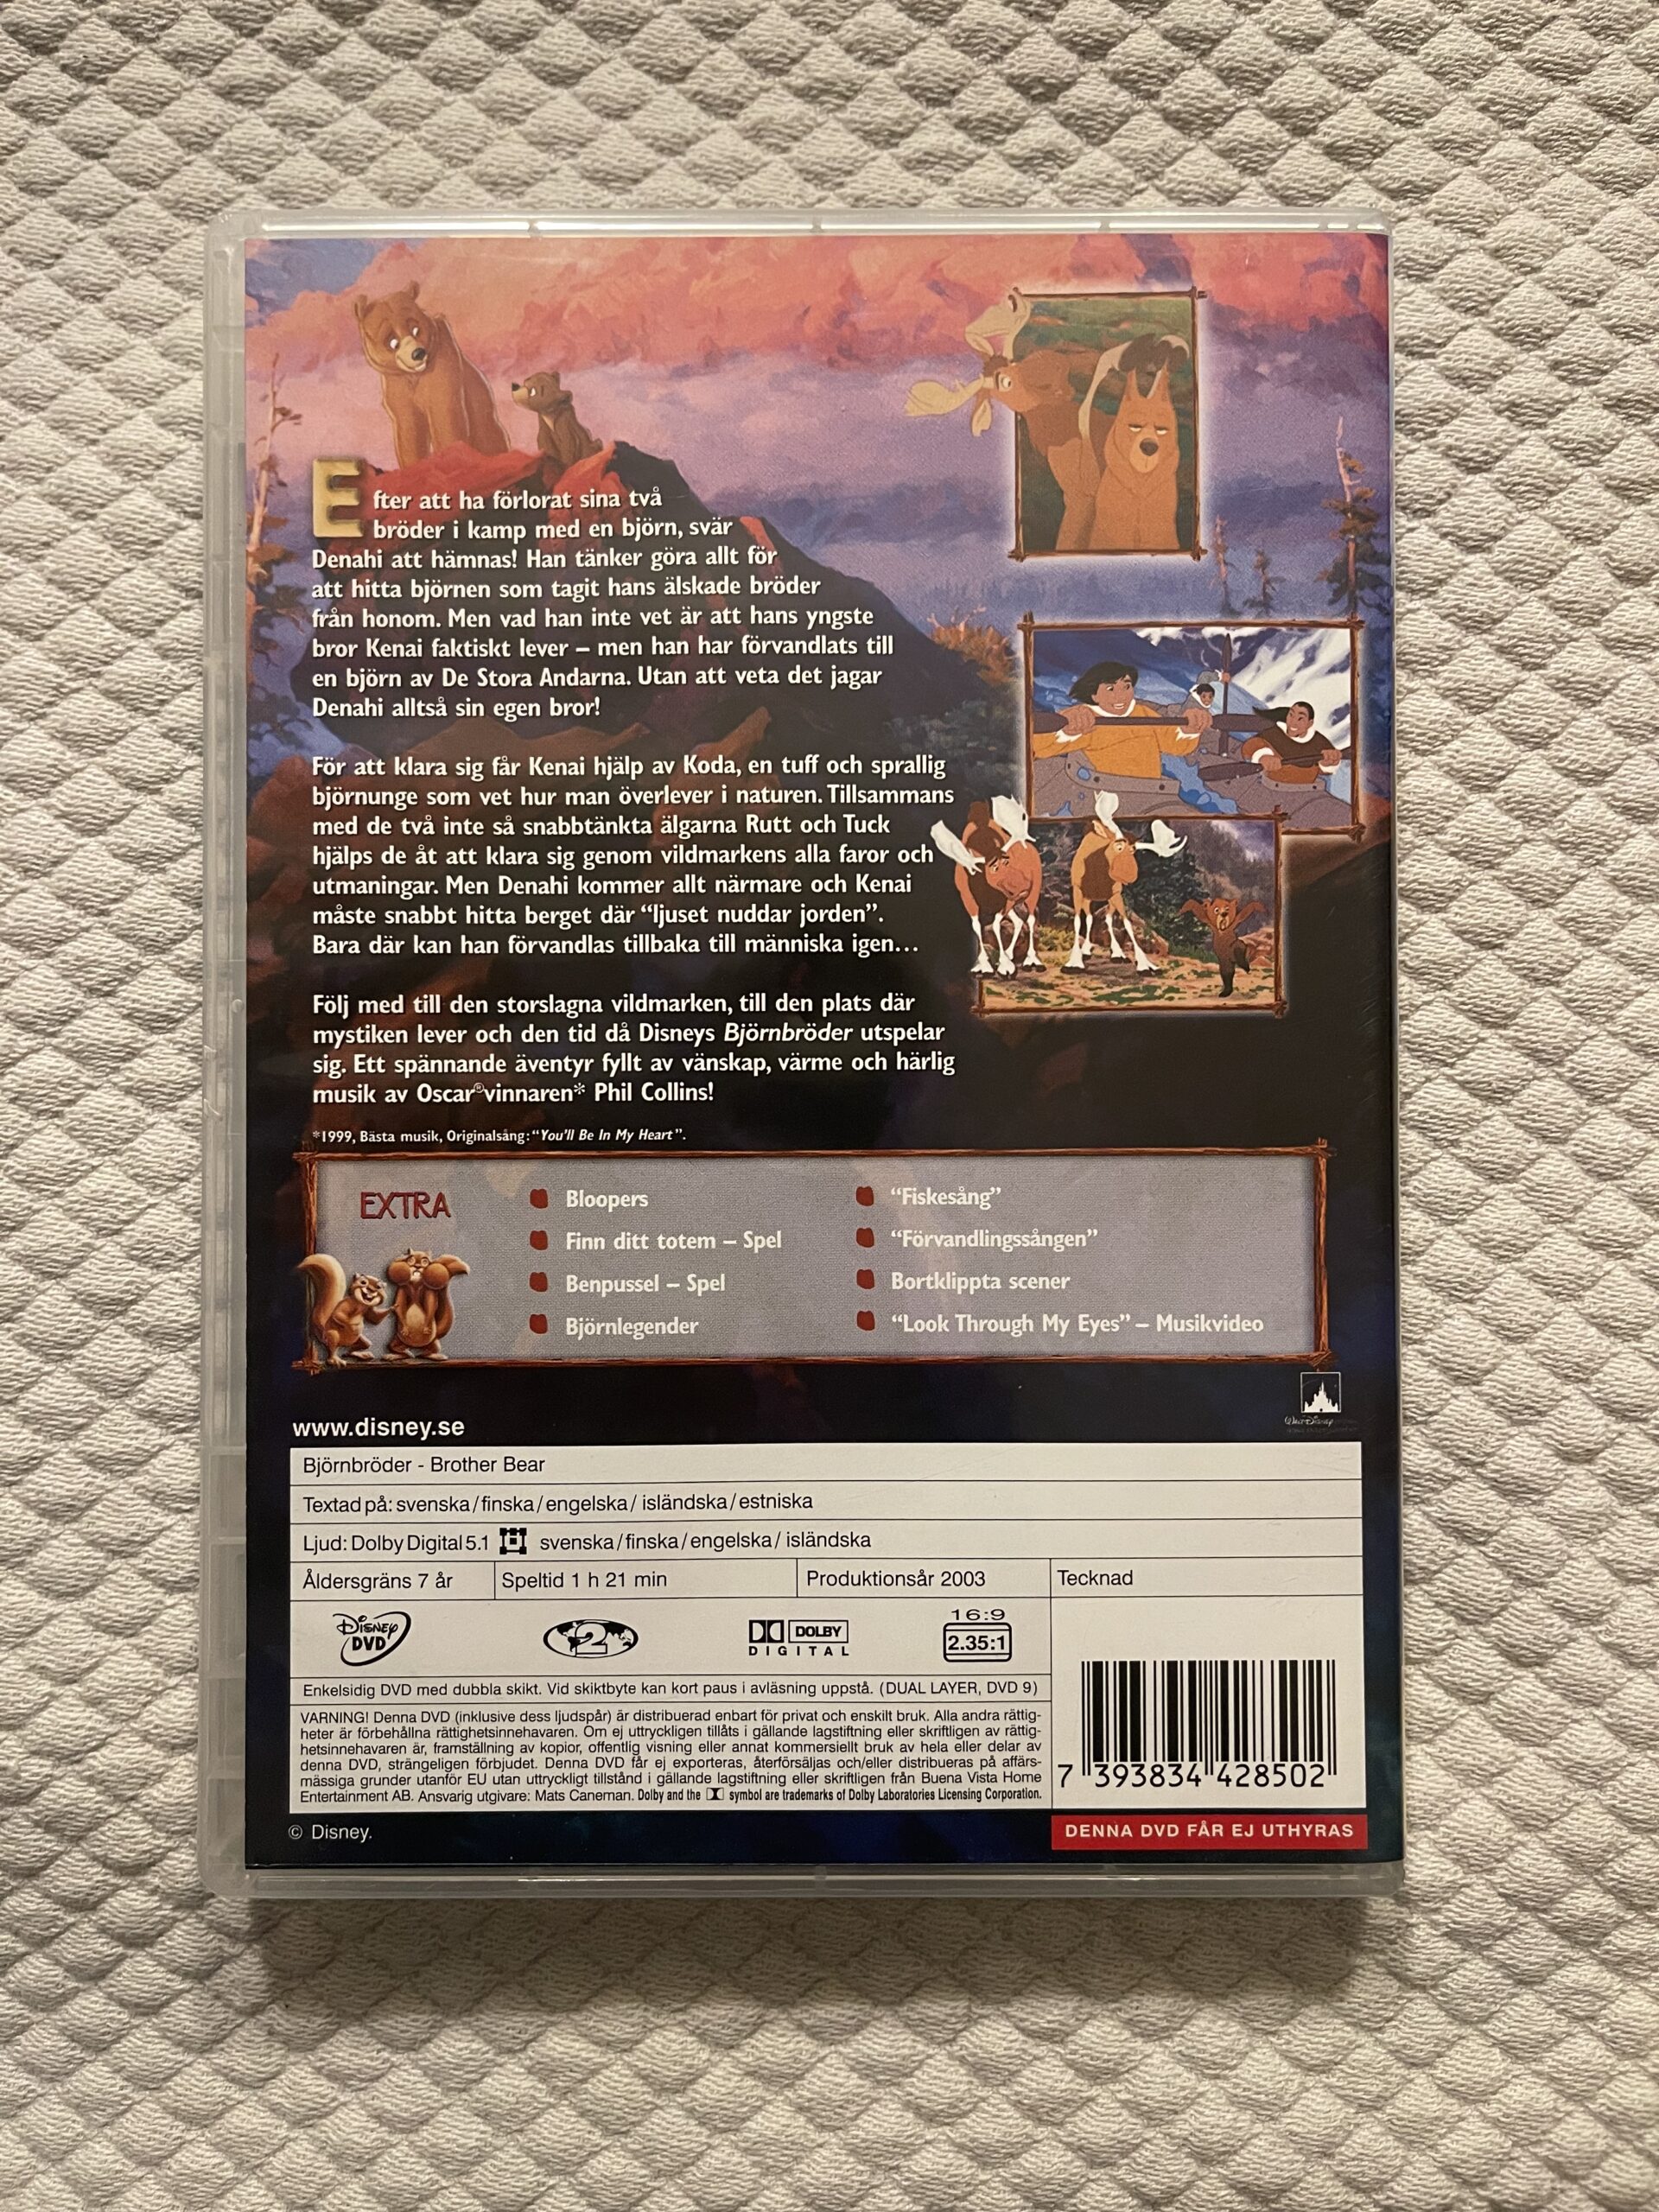 Efter att ha förlorat sina två
bröder i kamp med en björn, svär
Denahi att hämnas! Han tänker göra allt för
att hitta björnen som tagit hans älskade bröder
från honom. Men vad han inte vet är att hans yngste
bror Kenai faktiskt lever – men han har förvandlats till
en björn av De Stora Andarna. Utan att veta det jagar
Denahi alltså sin egen bror!
För att klara sig får Kenai hjälp av Koda, en tuff och sprallig
björnunge som vet hur man överlever i naturen. Tillsammans
med de två inte så snabbtänkta älgarna Rutt och Tuck
hjälps de åt att klara sig genom vildmarkens alla faror och
utmaningar. Men Denahi kommer allt närmare och Kenai
måste snabbt hitta berget där “ljuset nuddar jorden”.
Bara där kan han förvandlas tillbaka till människa igen...
Följ med till den storslagna vildmarken, till den plats där
mystiken lever och den tid då Disneys Björnbröder utspelar
sig. Ett spännande äventyr fyllt av vänskap, värme och härlig
musik av Oscar®vinnaren* Phil Collins!
*1999, Bästa musik, Originalsång: “You'll Be In My Heart”.
EXTRA
Bloopers
Finn ditt totem – Spel
Benpussel – Spel
Björnlegender
“Fiskesång”
“Förvandlingssången”
Bortklippta scener
“Look Through My Eyes” – Musikvideo
Walt Disney
www.disney.se
Björnbröder - Brother Bear
Textad på: svenska/finska/engelska/isländska/estniska
Ljud: Dolby Digital 5.1 svenska/finska/engelska/isländska
Åldersgräns 7 år Speltid 1 h 21 min Produktionsår 2003 Tecknad
DISNEY DVD
2
DOLBY DIGITAL
16:9
2.35:1
Enkelsidig DVD med dubbla skikt. Vid skiktbyte kan kort paus i avläsning uppstå. (DUAL LAYER, DVD 9)
VARNING! Denna DVD (inklusive dess ljudspår) är distribuerad enbart för privat och enskilt bruk. Alla andra rättig-
heter är förbehållna rättighetsinnehavaren. Om ej uttryckligen tillåts i gällande lagstiftning eller skriftligen av rättig-
hetsinnehavaren är, framställning av kopior, offentlig visning eller annat kommersiellt bruk av hela eller delar av
denna DVD, strängeligen förbjudet. Denna DVD får ej exporteras, återförsäljas och/eller distribueras på affärs-
mässiga grunder utanför EU utan uttryckligt tillstånd i gällande lagstiftning eller skriftligen från Buena Vista Home
Entertainment AB. Ansvarig utgivare: Mats Caneman. Dolby and the symbol are trademarks of Dolby Laboratories Licensing Corporation.
7 393834 428502
© Disney.
DENNA DVD FÅR EJ UTHYRAS